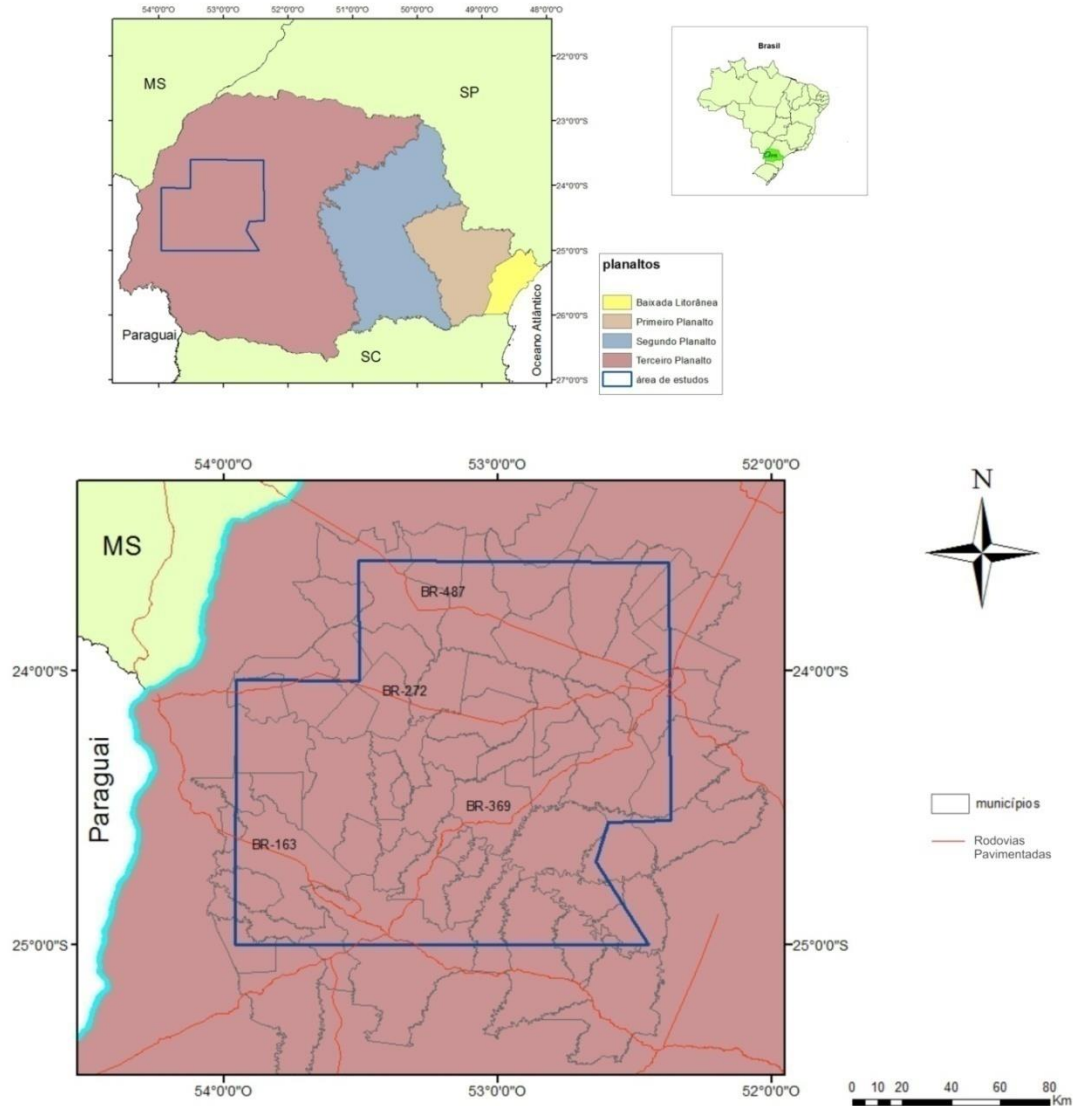 54°0'0"O 53°0'0"O 52°0'0"O 51°0'0"O 50°0'0"O 49°0'0"O 48°0'0"O
22°0'0"S
23°0'0"S
24°0'0"S
25°0'0"S
26°0'0"S
27°0'0"S
MS
SP
Paraguai
SC
Oceano Atlântico
Brasil
planaltos
Baixada Litorânea
Primeiro Planalto
Segundo Planalto
Terceiro Planalto
área de estudos
54°0'0"O 53°0'0"O 52°0'0"O
MS
BR-487
24°0'0"S 24°0'0"S
BR-272
Paraguai
BR-369
BR-163
25°0'0"S 25°0'0"S
54°0'0"O 53°0'0"O 52°0'0"O
N
municípios
Rodovias
Pavimentadas
0 10 20 40 60 80
Km